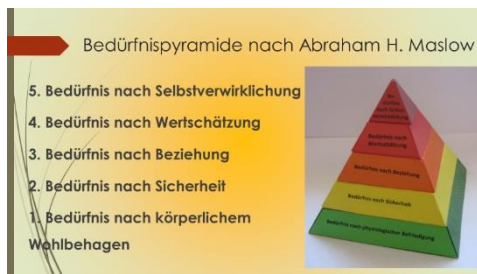 Bedürfnispyramide nach Abraham H. Maslow
5. Bedürfnis nach Selbstverwirklichung
4. Bedürfnis nach Wertschätzung
3. Bedürfnis nach Beziehung
2. Bedürfnis nach Sicherheit
1. Bedürfnis nach körperlichem
Wohlbehagen
Bedürfnis nach
Wertschätzung
Bedürfnis nach Beziehung
Bedürfnis nach Sicherheit
Bedürfnis nach physiologischer Befriedigung